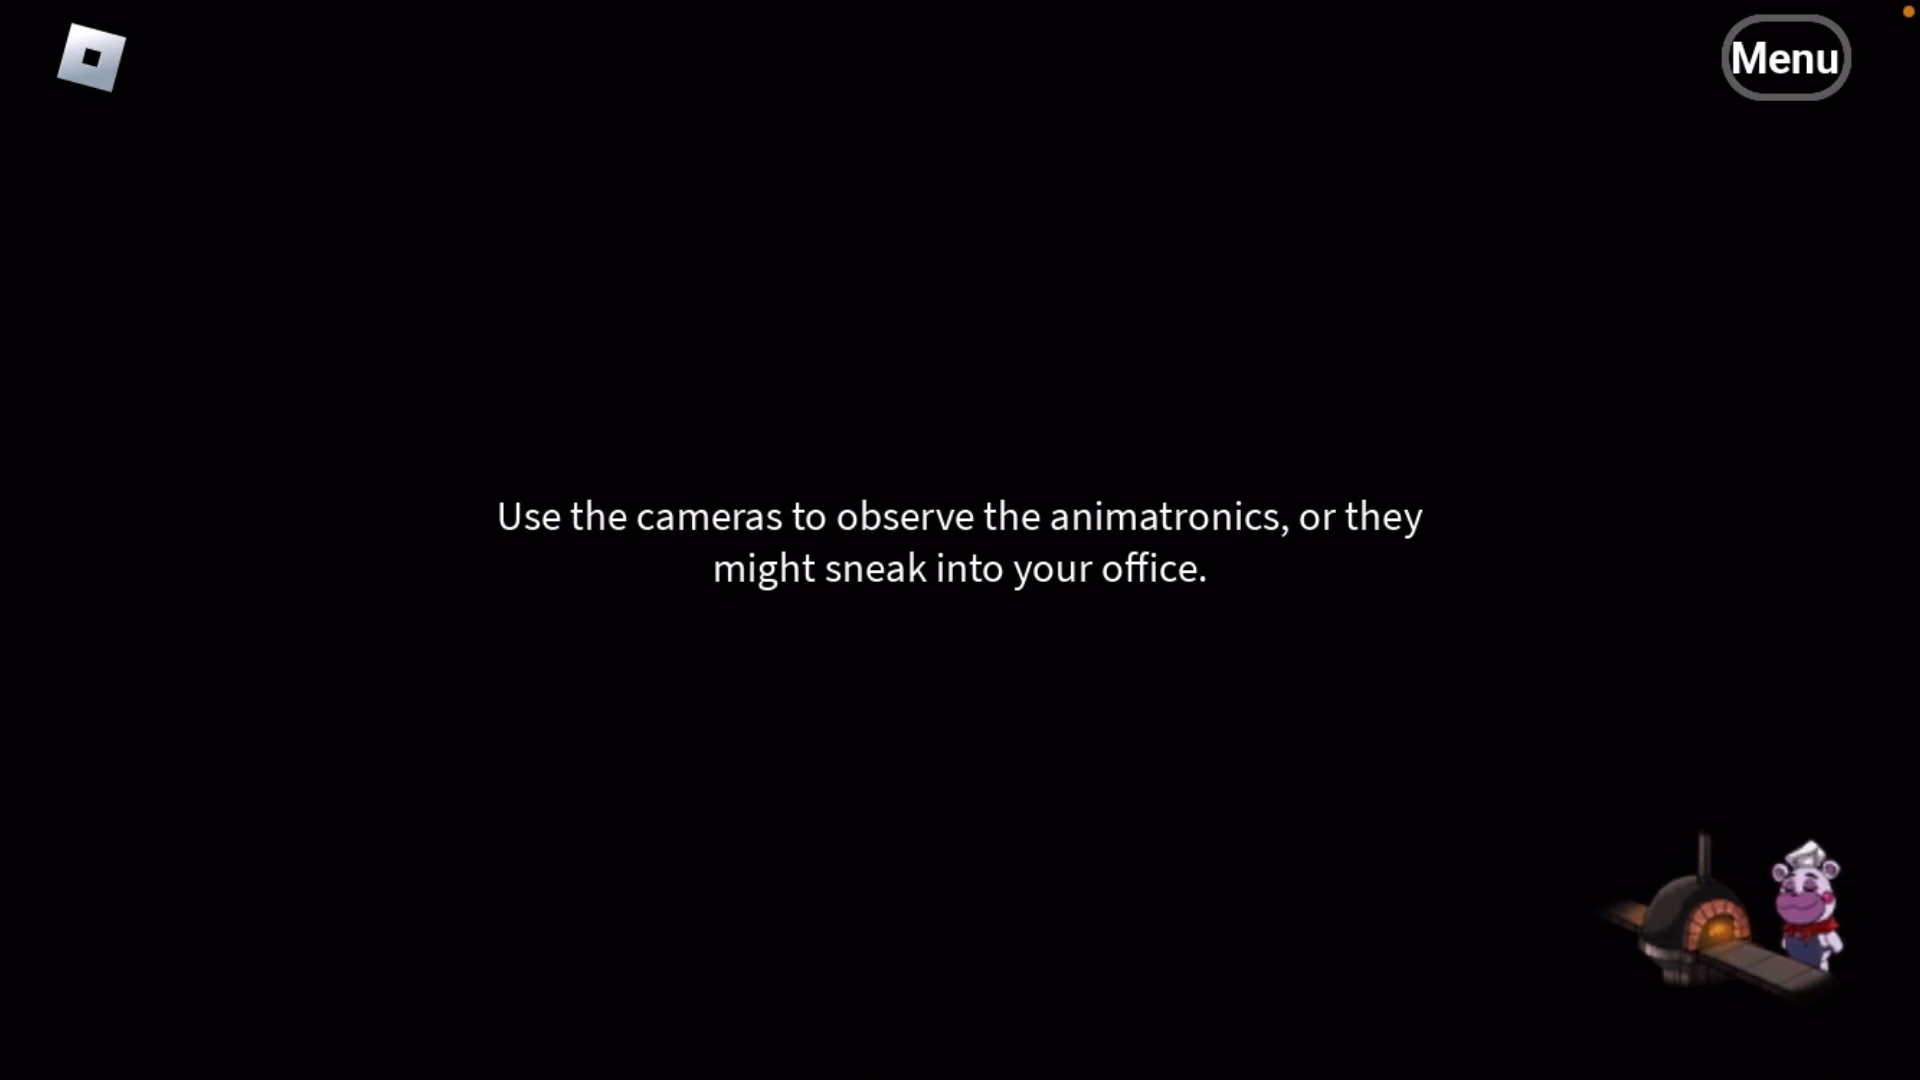 Menu
Use the cameras to observe the animatronics, or they
might sneak into your office.